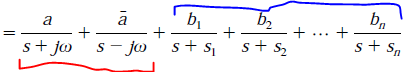 = a/(s + jω) + ā/(s − jω) + b₁/(s + s₁) + b₂/(s + s₂) + … + bₙ/(s + sₙ)